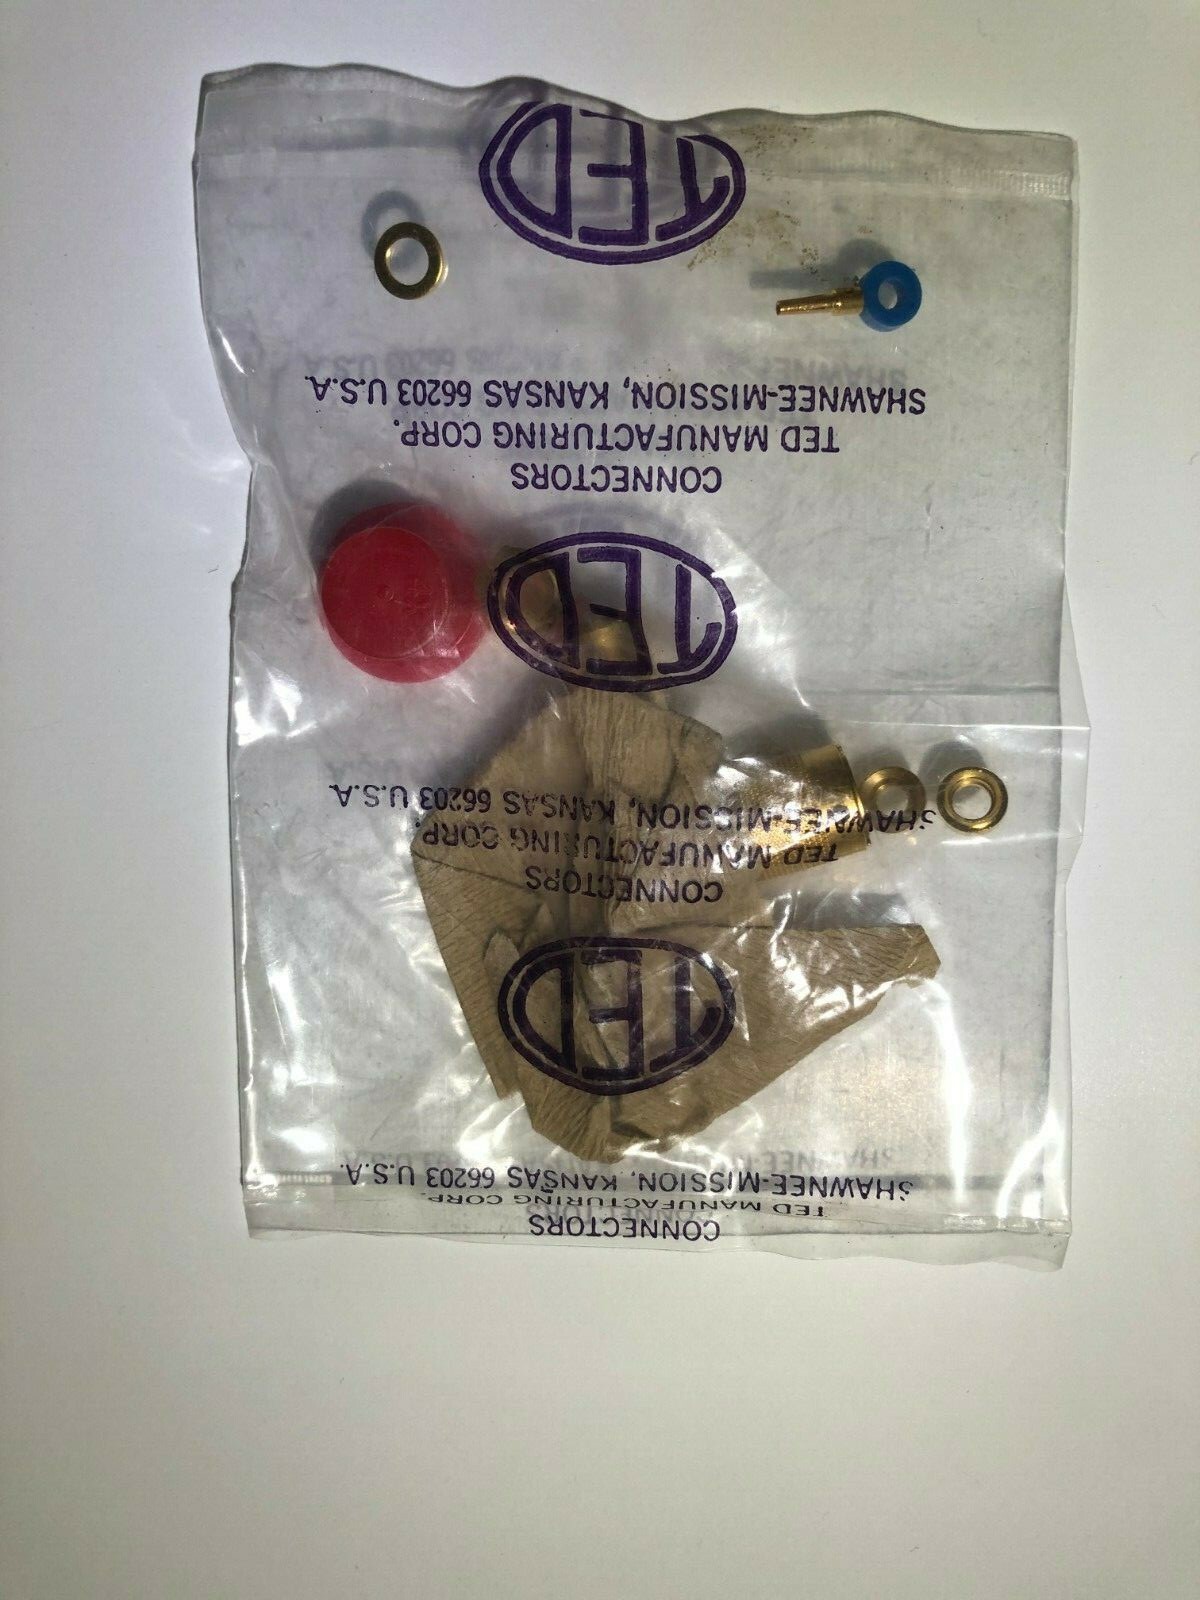 CONNECTORS
TED MANUFACTURING CORP.
SHAWNEE-MISSION, KANSAS 66203 U.S.A.
TED
CONNECTORS
TED MANUFACTURING CORP.
SHAWNEE-MISSION, KANSAS 66203 U.S.A.
TED
CONNECTORS
TED MANUFACTURING CORP.
SHAWNEE-MISSION, KANSAS 66203 U.S.A.
TED